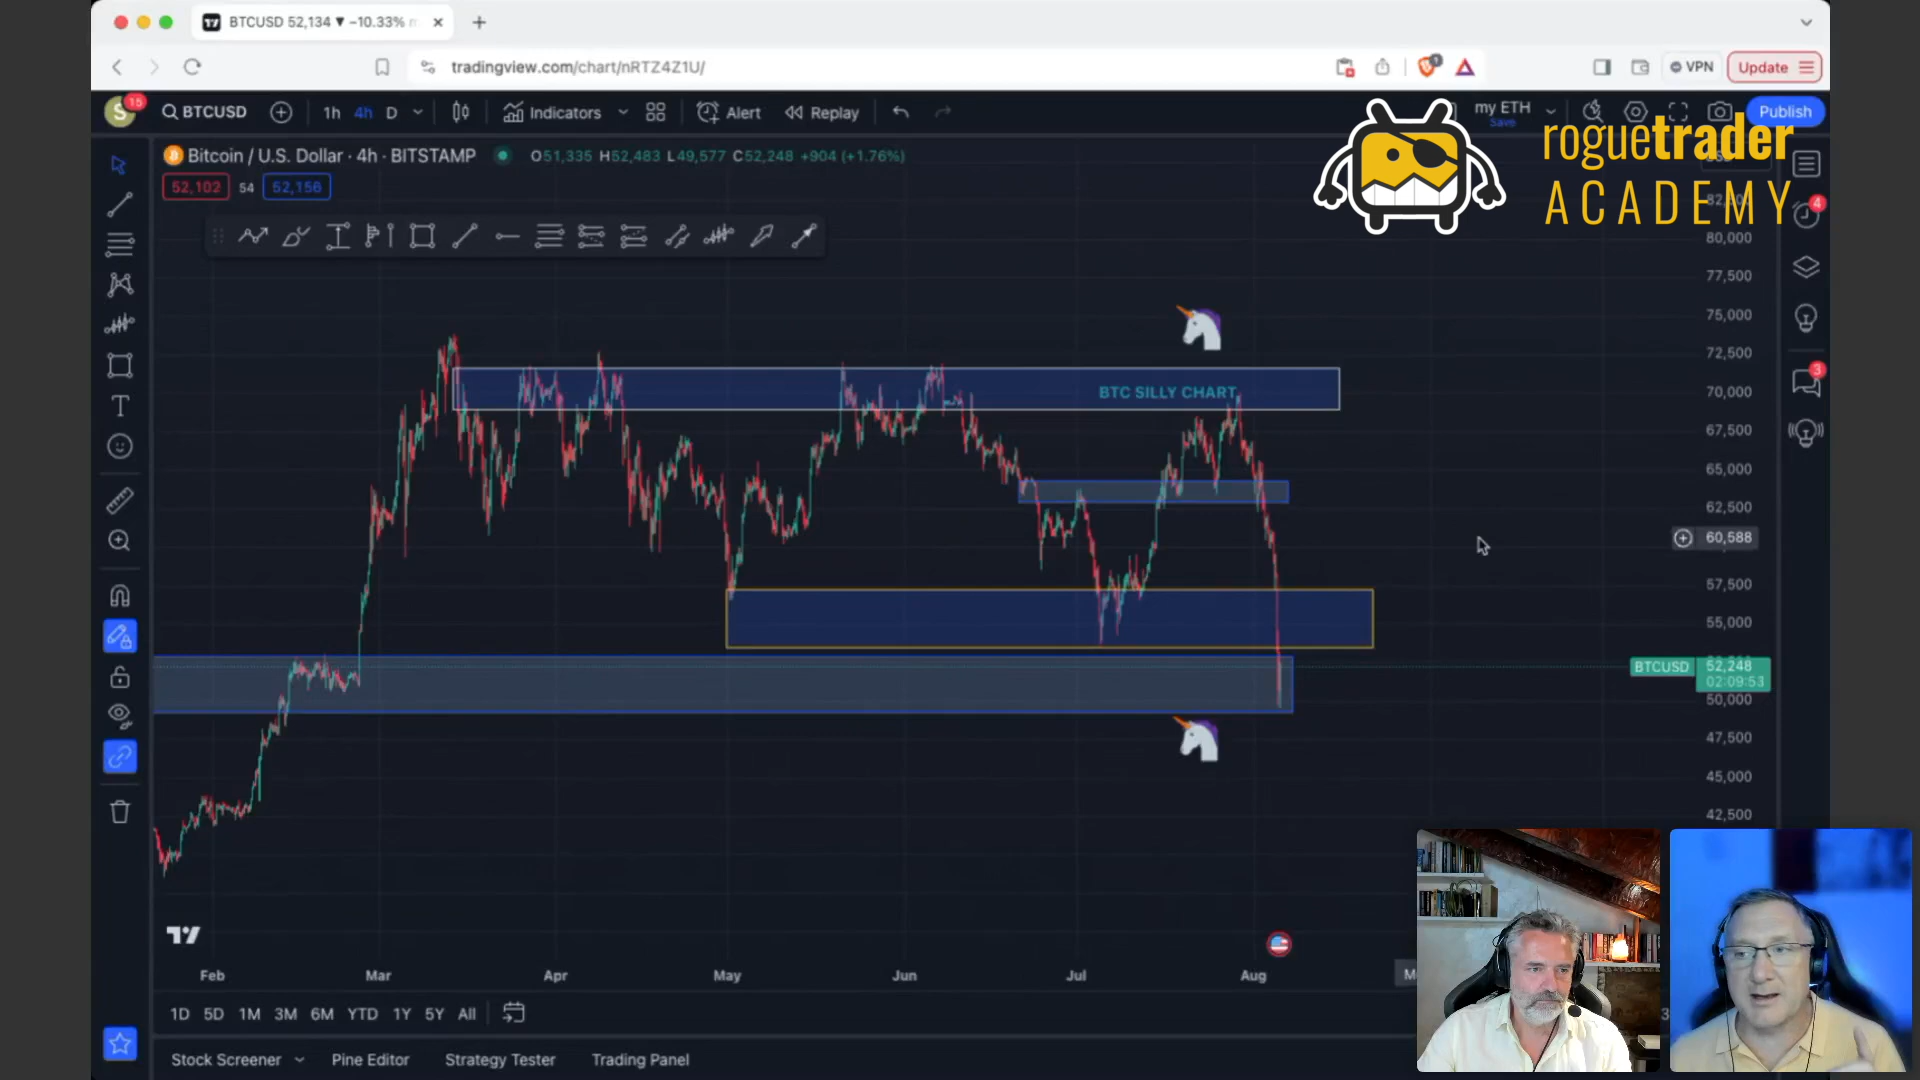 BTCUSD 52,134 ▼ −10.33%
tradingview.com/chart/nRTZ4Z1U/
VPN
Update
S
15
BTCUSD
1h 4h D
Indicators
Alert
Replay
my ETH
Save
Publish
roguetrader
ACADEMY
Bitcoin / U.S. Dollar · 4h · BITSTAMP
O51,335 H52,483 L49,577 C52,248 +904 (+1.76%)
52,102 54 52,156
4
3
80,000
77,500
75,000
72,500
70,000
67,500
65,000
62,500
60,588
57,500
55,000
BTCUSD 52,248
02:09:53
50,000
47,500
45,000
42,500
BTC SILLY CHART
Feb Mar Apr May Jun Jul Aug
1D 5D 1M 3M 6M YTD 1Y 5Y All
Stock Screener Pine Editor Strategy Tester Trading Panel